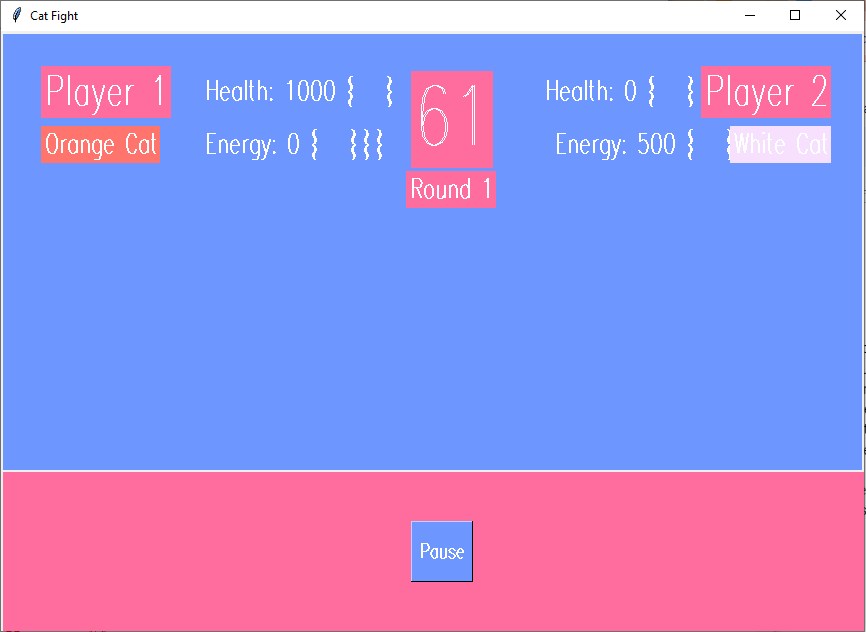 Cat Fight
Player 1
Health: 1000 { {
61
Health: 0 { {
Player 2
Orange Cat
Energy: 0 { {{{
Energy: 500 { {
White Cat
Round 1
Pause